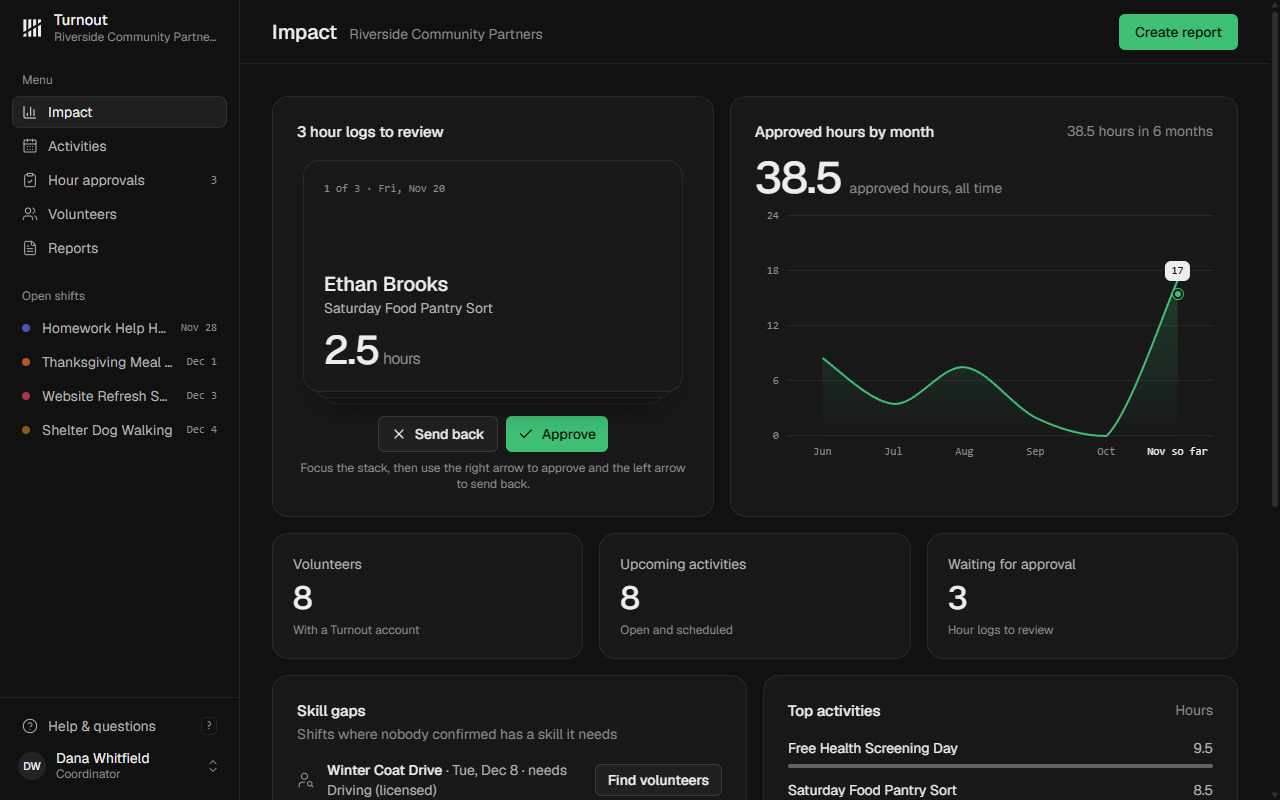 Turnout
Riverside Community Partne...
Menu
Impact
Activities
Hour approvals 3
Volunteers
Reports
Open shifts
Homework Help H... Nov 28
Thanksgiving Meal ... Dec 1
Website Refresh S... Dec 3
Shelter Dog Walking Dec 4
Help & questions ?
DW
Dana Whitfield
Coordinator
Impact Riverside Community Partners
Create report
3 hour logs to review
1 of 3 · Fri, Nov 20
Ethan Brooks
Saturday Food Pantry Sort
2.5 hours
Send back
Approve
Focus the stack, then use the right arrow to approve and the left arrow
to send back.
Approved hours by month 38.5 hours in 6 months
38.5 approved hours, all time
24
18
17
12
6
0
Jun Jul Aug Sep Oct Nov so far
Volunteers
8
With a Turnout account
Upcoming activities
8
Open and scheduled
Waiting for approval
3
Hour logs to review
Skill gaps
Shifts where nobody confirmed has a skill it needs
Winter Coat Drive · Tue, Dec 8 · needs
Driving (licensed)
Find volunteers
Top activities Hours
Free Health Screening Day 9.5
Saturday Food Pantry Sort 8.5